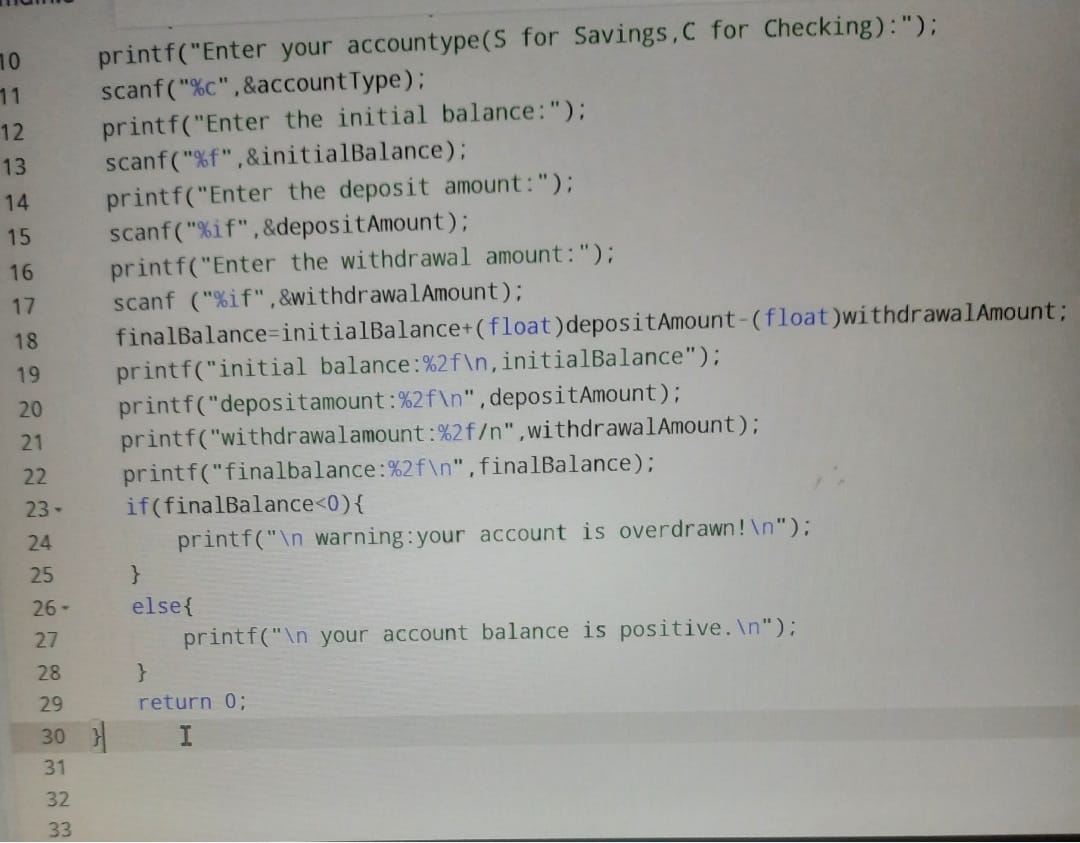 10 printf("Enter your accountype(S for Savings,C for Checking):");
11 scanf("%c",&accountType);
12 printf("Enter the initial balance:");
13 scanf("%f",&initialBalance);
14 printf("Enter the deposit amount:");
15 scanf("%if",&depositAmount);
16 printf("Enter the withdrawal amount:");
17 scanf ("%if",&withdrawalAmount);
18 finalBalance=initialBalance+(float)depositAmount-(float)withdrawalAmount;
19 printf("initial balance:%2f\n,initialBalance");
20 printf("depositamount:%2f\n",depositAmount);
21 printf("withdrawalamount:%2f/n",withdrawalAmount);
22 printf("finalbalance:%2f\n",finalBalance);
23 if(finalBalance<0){
24 printf("\n warning:your account is overdrawn!\n");
25 }
26 else{
27 printf("\n your account balance is positive.\n");
28 }
29 return 0;
30 }
31
32
33